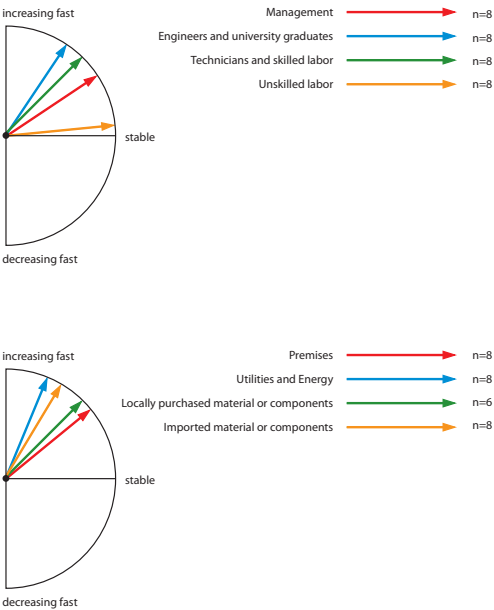 increasing fast
Management n=8
Engineers and university graduates n=8
Technicians and skilled labor n=8
Unskilled labor n=8
stable
decreasing fast
increasing fast
Premises n=8
Utilities and Energy n=8
Locally purchased material or components n=6
Imported material or components n=8
stable
decreasing fast